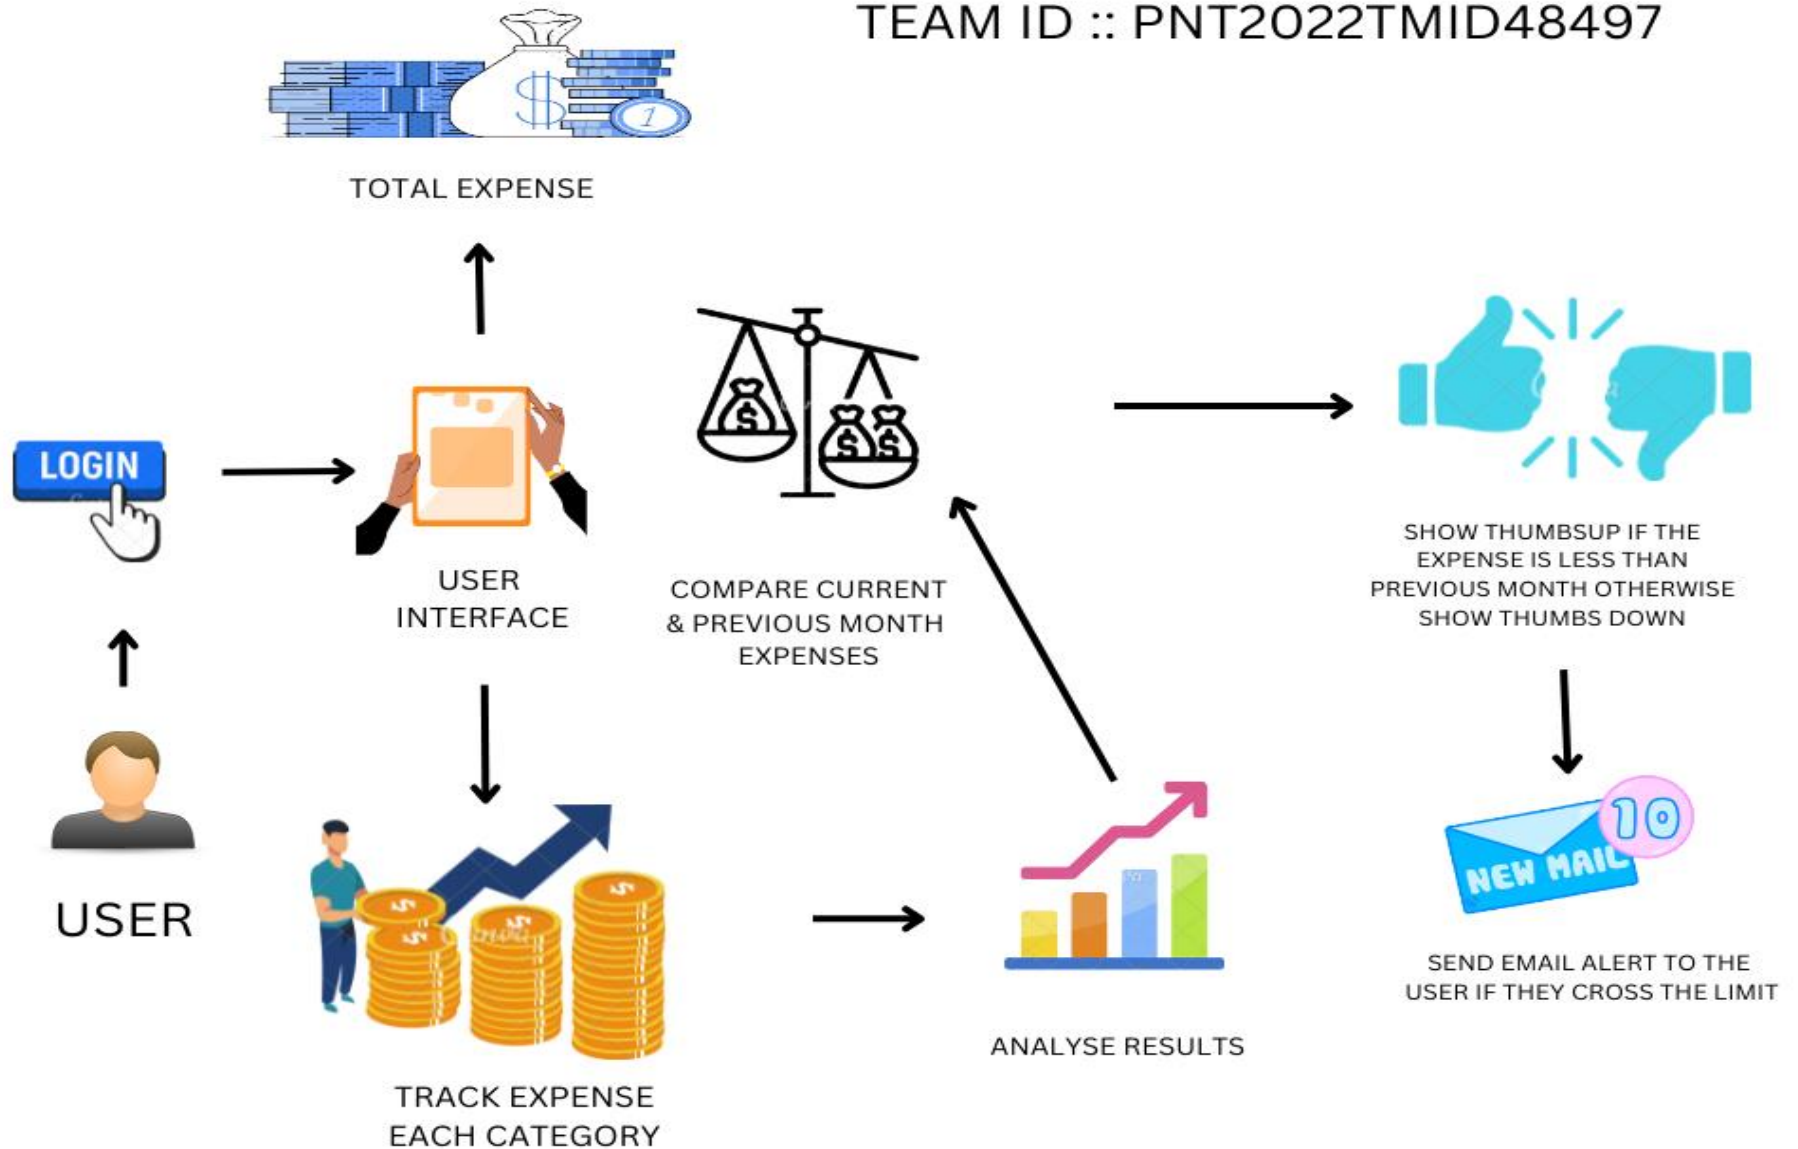 TEAM ID :: PNT2022TMID48497
$
1
TOTAL EXPENSE
LOGIN
USER
INTERFACE
$
$ $
COMPARE CURRENT
& PREVIOUS MONTH
EXPENSES
SHOW THUMBSUP IF THE
EXPENSE IS LESS THAN
PREVIOUS MONTH OTHERWISE
SHOW THUMBS DOWN
USER
TRACK EXPENSE
EACH CATEGORY
ANALYSE RESULTS
10
NEW MAIL
SEND EMAIL ALERT TO THE
USER IF THEY CROSS THE LIMIT